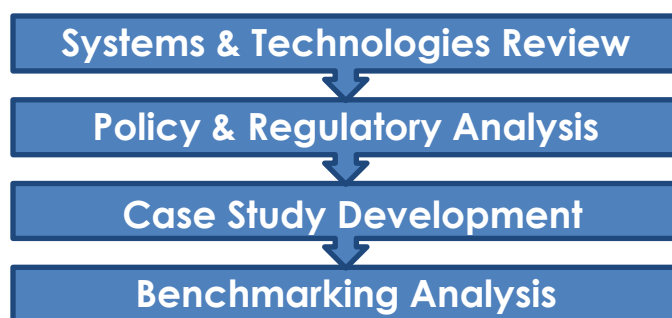 Systems & Technologies Review
Policy & Regulatory Analysis
Case Study Development
Benchmarking Analysis